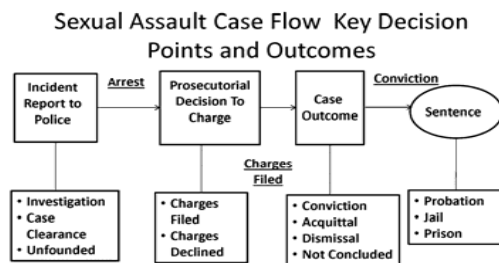 Sexual Assault Case Flow Key Decision
Points and Outcomes
Incident
Report to
Police
Arrest
Prosecutorial
Decision To
Charge
Charges
Filed
Case
Outcome
Conviction
Sentence
• Investigation
• Case
Clearance
• Unfounded
• Charges
Filed
• Charges
Declined
• Conviction
• Acquittal
• Dismissal
• Not Concluded
• Probation
• Jail
• Prison